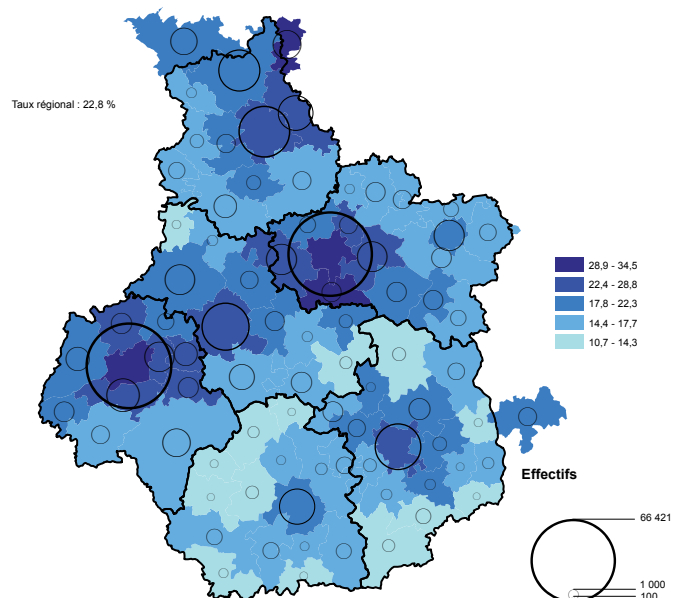 Taux régional : 22,8 %
28,9 - 34,5
22,4 - 28,8
17,8 - 22,3
14,4 - 17,7
10,7 - 14,3
Effectifs
66 421
1 000
100